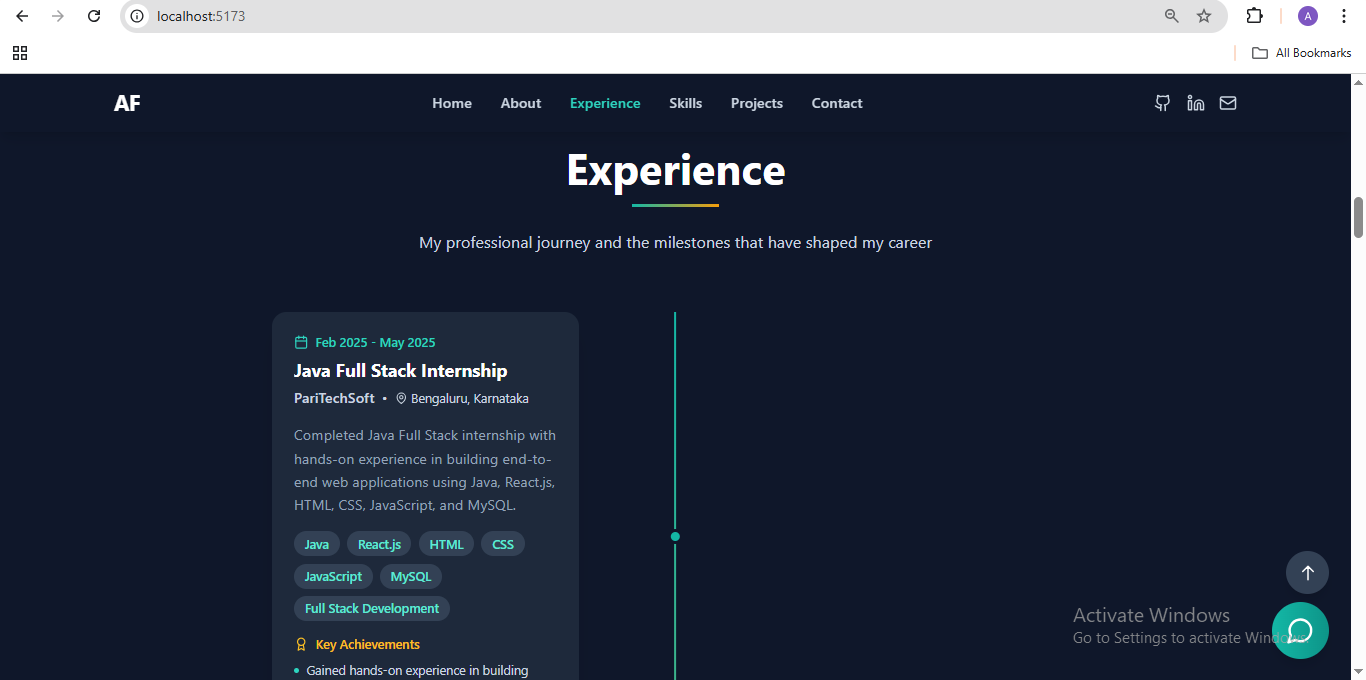 localhost:5173
A
All Bookmarks
AF
Home About Experience Skills Projects Contact
Experience
My professional journey and the milestones that have shaped my career
Feb 2025 - May 2025
Java Full Stack Internship
PariTechSoft • Bengaluru, Karnataka
Completed Java Full Stack internship with
hands-on experience in building end-to-
end web applications using Java, React.js,
HTML, CSS, JavaScript, and MySQL.
Java React.js HTML CSS
JavaScript MySQL
Full Stack Development
Key Achievements
• Gained hands-on experience in building
Activate Windows
Go to Settings to activate Windows.